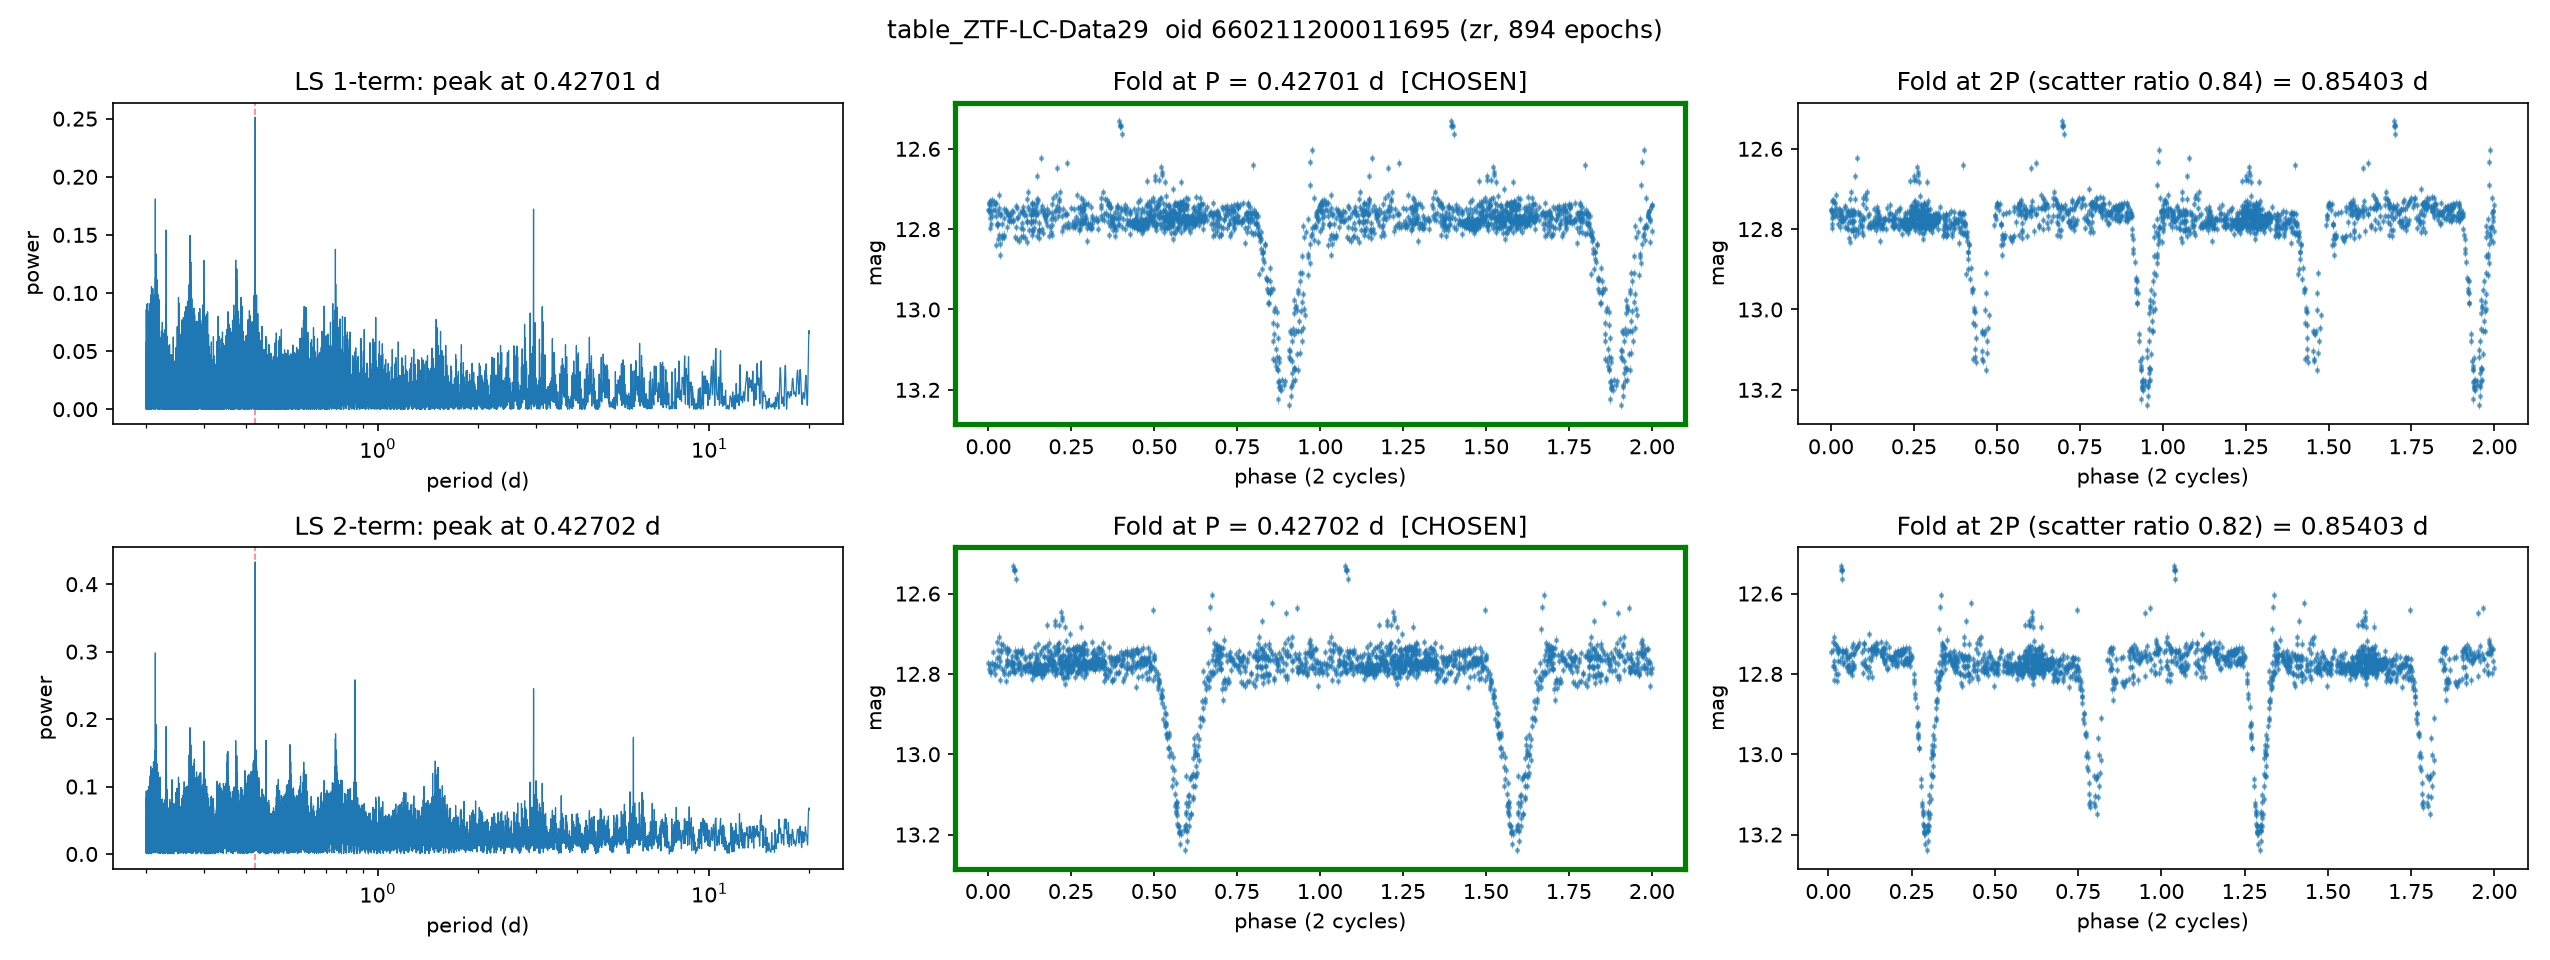 table_ZTF-LC-Data29  oid 660211200011695 (zr, 894 epochs)
LS 1-term: peak at 0.42701 d
power
0.25
0.20
0.15
0.10
0.05
0.00
10⁰
10¹
period (d)
Fold at P = 0.42701 d  [CHOSEN]
mag
12.6
12.8
13.0
13.2
0.00 0.25 0.50 0.75 1.00 1.25 1.50 1.75 2.00
phase (2 cycles)
Fold at 2P (scatter ratio 0.84) = 0.85403 d
mag
12.6
12.8
13.0
13.2
0.00 0.25 0.50 0.75 1.00 1.25 1.50 1.75 2.00
phase (2 cycles)
LS 2-term: peak at 0.42702 d
power
0.4
0.3
0.2
0.1
0.0
10⁰
10¹
period (d)
Fold at P = 0.42702 d  [CHOSEN]
mag
12.6
12.8
13.0
13.2
0.00 0.25 0.50 0.75 1.00 1.25 1.50 1.75 2.00
phase (2 cycles)
Fold at 2P (scatter ratio 0.82) = 0.85403 d
mag
12.6
12.8
13.0
13.2
0.00 0.25 0.50 0.75 1.00 1.25 1.50 1.75 2.00
phase (2 cycles)